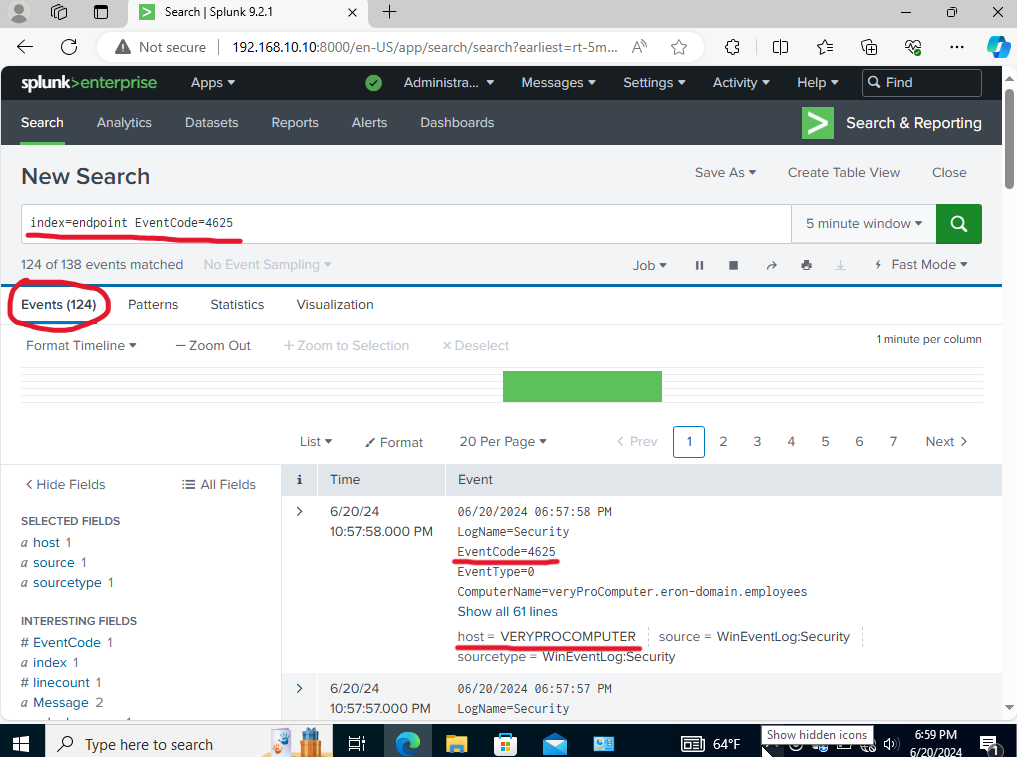 Search | Splunk 9.2.1
Not secure 192.168.10.10:8000/en-US/app/search/search?earliest=rt-5m...
splunk>enterprise Apps Administra... Messages Settings Activity Help Find
Search Analytics Datasets Reports Alerts Dashboards Search & Reporting
New Search Save As Create Table View Close
index=endpoint EventCode=4625 5 minute window
124 of 138 events matched No Event Sampling Job Fast Mode
Events (124) Patterns Statistics Visualization
Format Timeline — Zoom Out + Zoom to Selection × Deselect 1 minute per column
List Format 20 Per Page < Prev 1 2 3 4 5 6 7 Next >
< Hide Fields All Fields i Time Event
SELECTED FIELDS
a host 1
a source 1
a sourcetype 1
INTERESTING FIELDS
# EventCode 1
a index 1
# linecount 1
a Message 2
> 6/20/24
10:57:58.000 PM
06/20/2024 06:57:58 PM
LogName=Security
EventCode=4625
EventType=0
ComputerName=veryProComputer.eron-domain.employees
Show all 61 lines
host = VERYPROCOMPUTER source = WinEventLog:Security
sourcetype = WinEventLog:Security
> 6/20/24
10:57:57.000 PM
06/20/2024 06:57:57 PM
LogName=Security
Type here to search 64°F Show hidden icons 6:59 PM
6/20/2024 1